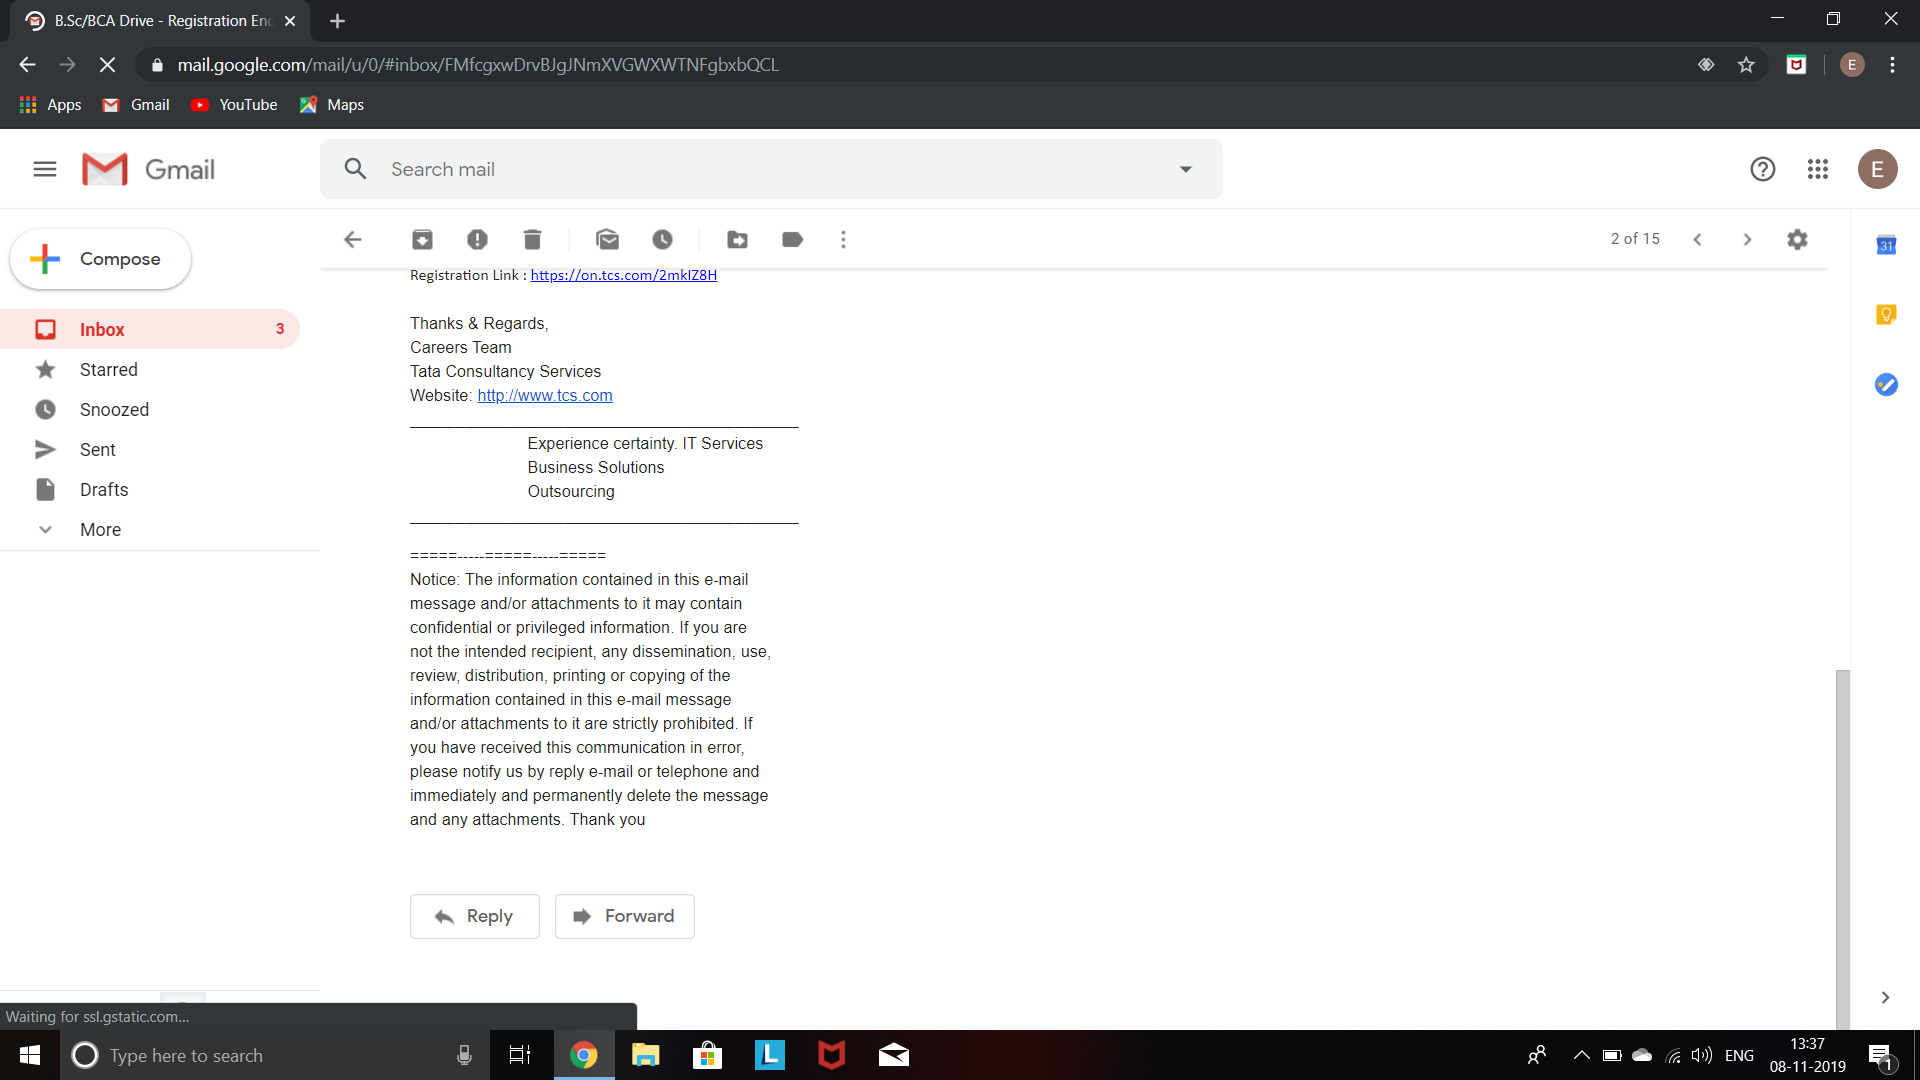 B.Sc/BCA Drive - Registration End
mail.google.com/mail/u/0/#inbox/FMfcgxwDrvBJgJNmXVGWXWTNFgbxbQCL
E
Apps Gmail YouTube Maps
Gmail
Search mail
E
Compose
2 of 15
31
Inbox 3
Starred
Snoozed
Sent
Drafts
More
Registration Link : https://on.tcs.com/2mkIZ8H
Thanks & Regards,
Careers Team
Tata Consultancy Services
Website: http://www.tcs.com
____________________________________________
Experience certainty. IT Services
Business Solutions
Outsourcing
____________________________________________
=====-----=====-----=====
Notice: The information contained in this e-mail
message and/or attachments to it may contain
confidential or privileged information. If you are
not the intended recipient, any dissemination, use,
review, distribution, printing or copying of the
information contained in this e-mail message
and/or attachments to it are strictly prohibited. If
you have received this communication in error,
please notify us by reply e-mail or telephone and
immediately and permanently delete the message
and any attachments. Thank you
Reply Forward
Waiting for ssl.gstatic.com...
Type here to search
L
ENG
13:37
08-11-2019
1